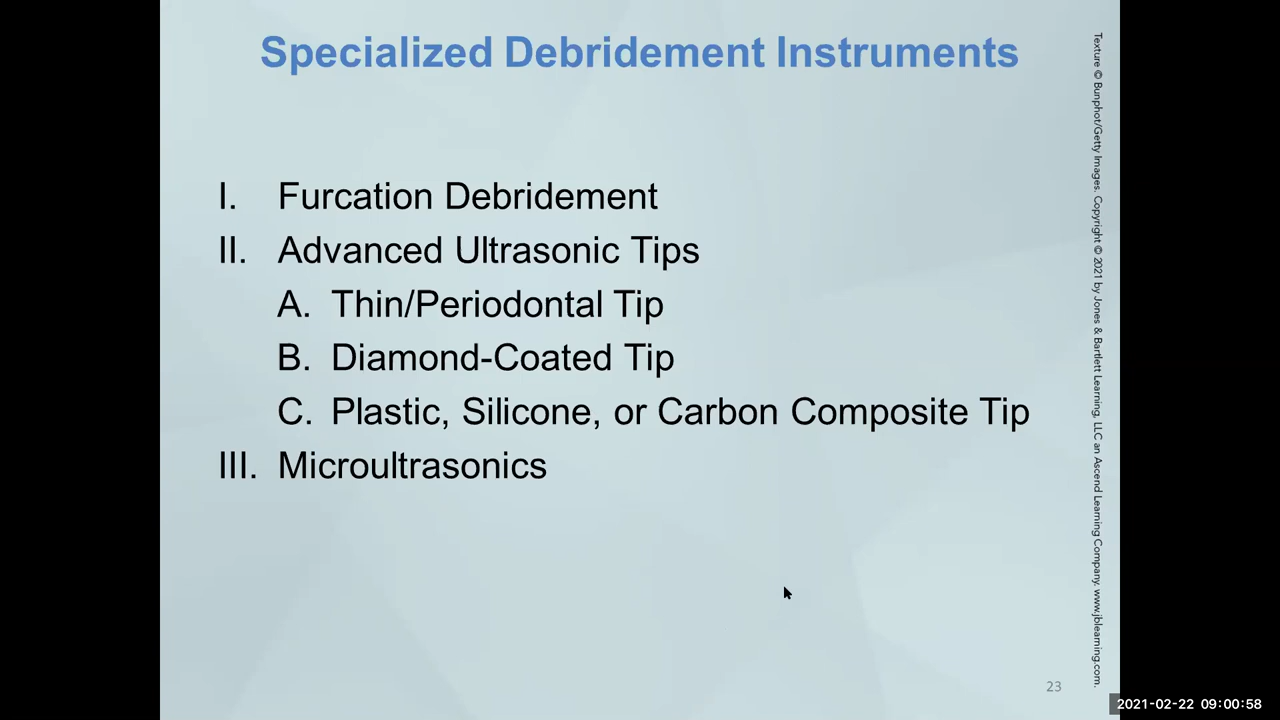 Specialized Debridement Instruments
I. Furcation Debridement
II. Advanced Ultrasonic Tips
A. Thin/Periodontal Tip
B. Diamond-Coated Tip
C. Plastic, Silicone, or Carbon Composite Tip
III. Microultrasonics
Texture © Bunphot/Getty Images. Copyright © 2021 by Jones & Bartlett Learning, LLC an Ascend Learning Company. www.jblearning.com.
23
2021-02-22 09:00:58